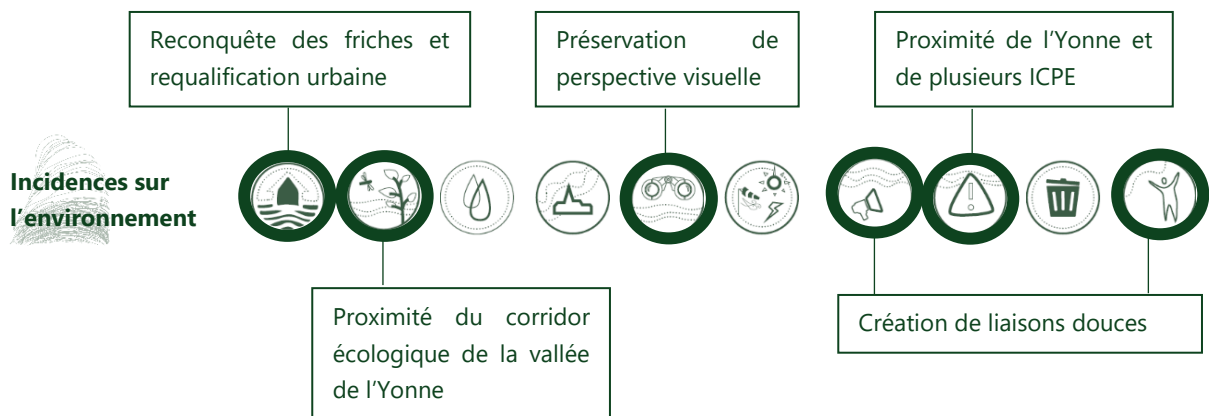 Reconquête des friches et
requalification urbaine
Préservation de
perspective visuelle
Proximité de l'Yonne et
de plusieurs ICPE
Incidences sur
l'environnement
Proximité du corridor
écologique de la vallée
de l'Yonne
Création de liaisons douces